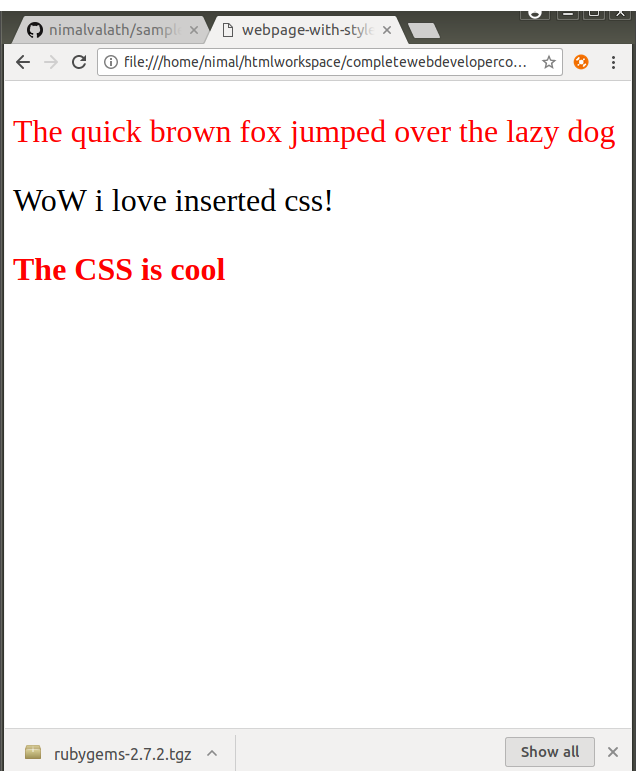 nimalvalath/sampl
webpage-with-style
file:///home/nimal/htmlworkspace/completewebdeveloperco...
The quick brown fox jumped over the lazy dog
WoW i love inserted css!
The CSS is cool
rubygems-2.7.2.tgz
Show all